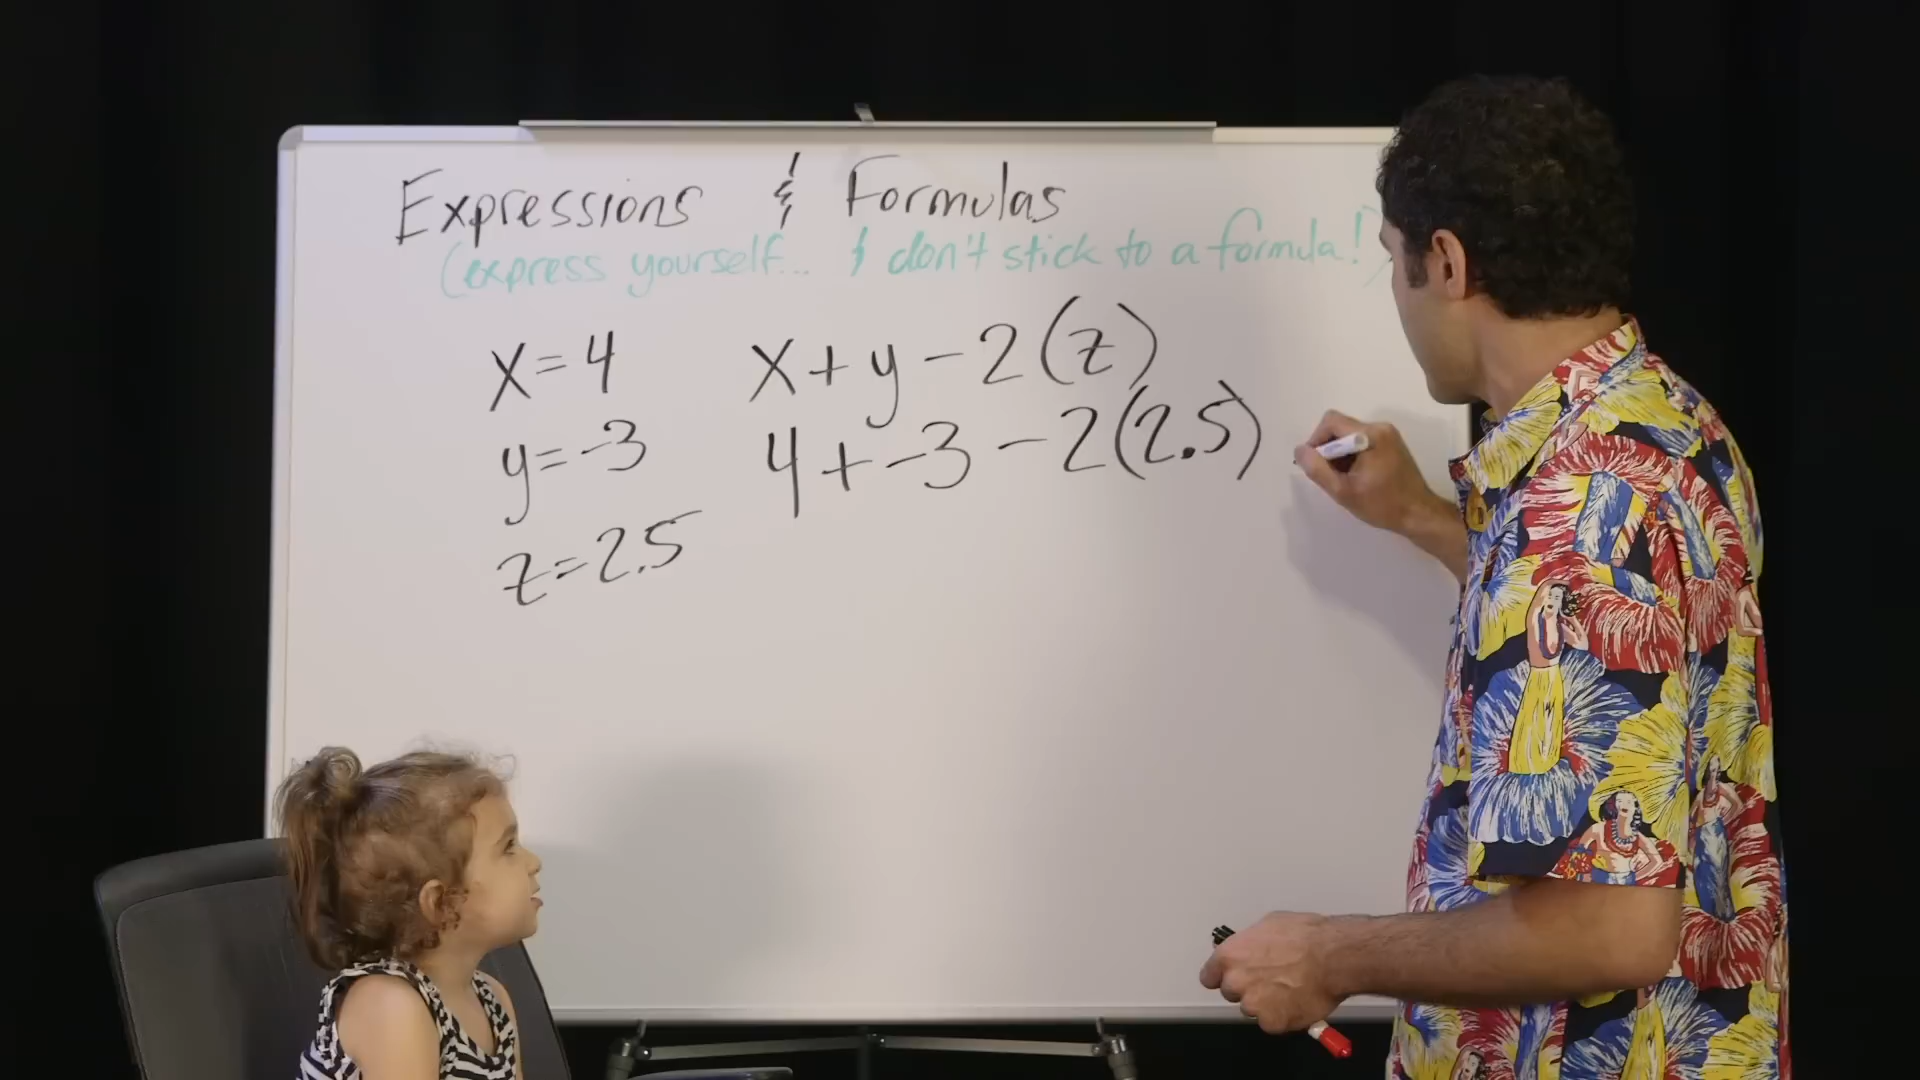 Expressions & Formulas
(express yourself... & don't stick to a formula!)
x=4
x+y-2(z)
y=-3
4+-3-2(2.5)
z=2.5